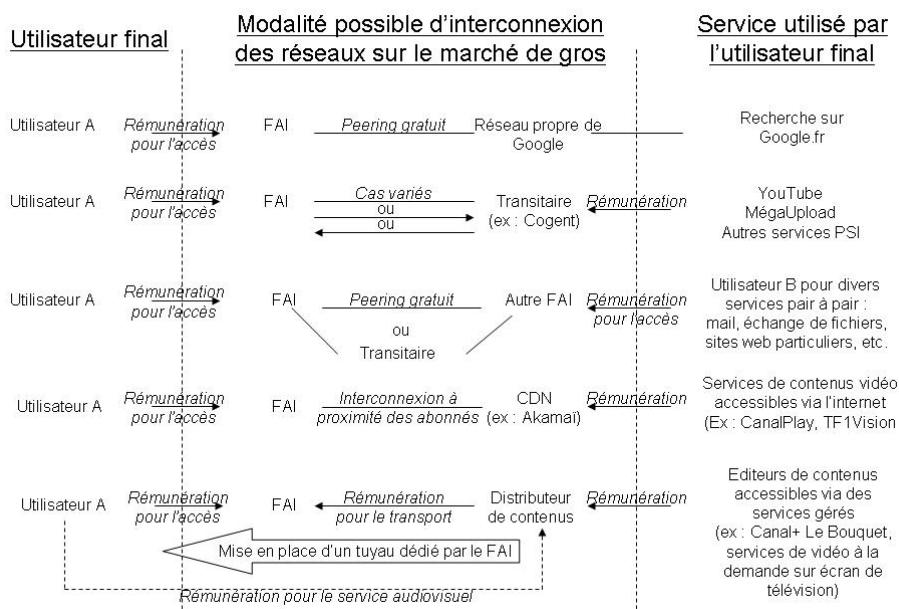 Utilisateur final
Modalité possible d'interconnexion
des réseaux sur le marché de gros
Service utilisé par
l'utilisateur final
Utilisateur A
Rémunération
pour l'accès
FAI
Peering gratuit
Réseau propre de
Google
Recherche sur
Google.fr
Utilisateur A
Rémunération
pour l'accès
FAI
Cas variés
ou
ou
Transitaire
(ex : Cogent)
Rémunération
YouTube
MégaUpload
Autres services PSI
Utilisateur A
Rémunération
pour l'accès
FAI
Peering gratuit
ou
Transitaire
Autre FAI
Rémunération
pour l'accès
Utilisateur B pour divers
services pair à pair :
mail, échange de fichiers,
sites web particuliers, etc.
Utilisateur A
Rémunération
pour l'accès
FAI
Interconnexion à
proximité des abonnés
CDN
(ex : Akamaï)
Rémunération
Services de contenus vidéo
accessibles via l'internet
(Ex : CanalPlay, TF1Vision
Utilisateur A
Rémunération
pour l'accès
FAI
Rémunération
pour le transport
Distributeur
de contenus
Rémunération
Editeurs de contenus
accessibles via des
services gérés
(ex : Canal+ Le Bouquet,
services de vidéo à la
demande sur écran de
télévision)
Mise en place d'un tuyau dédié par le FAI
Rémunération pour le service audiovisuel